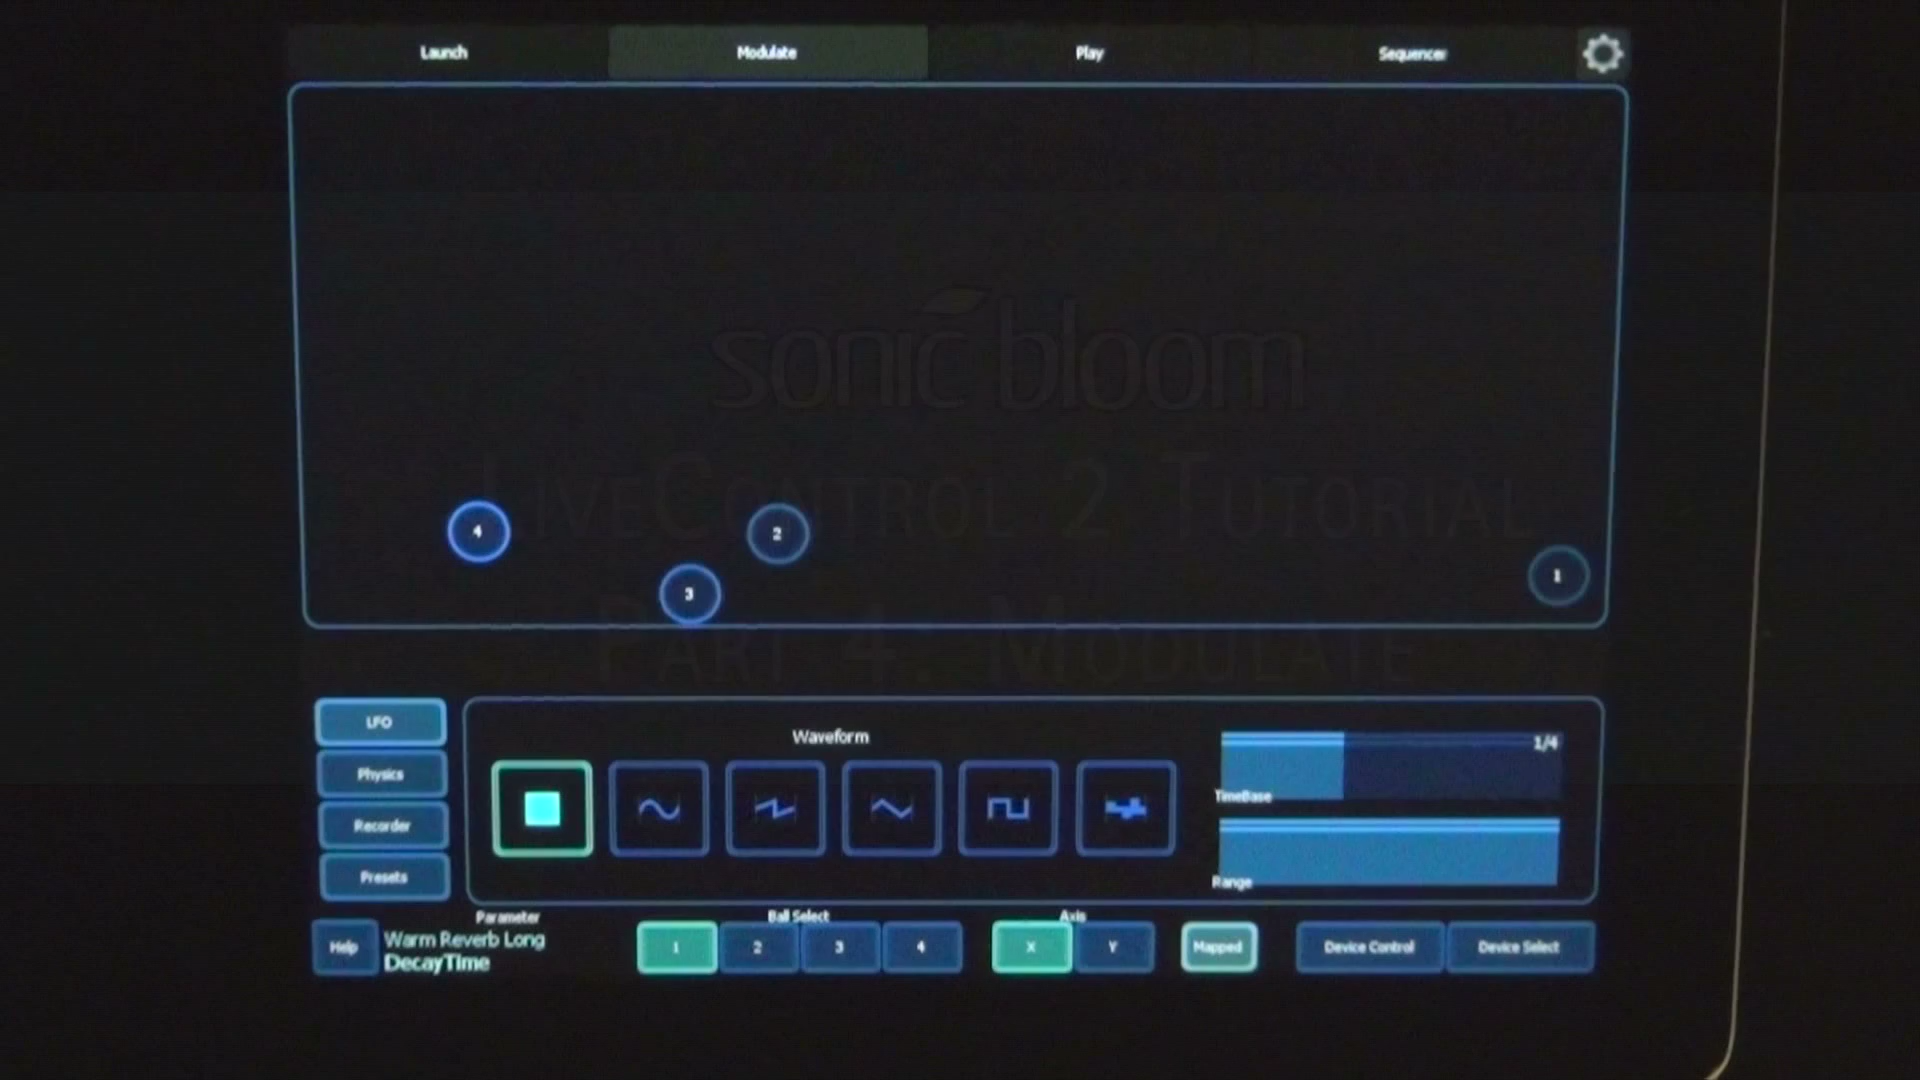 Launch Modulate Play Sequencer
sonic bloom
LiveControl 2 Tutorial
4 2
1
3
Part 4: Modulate
LFO
Waveform
1/4
Physics
TimeBase
Recorder
Presets
Range
Parameter Ball Select Axis
Help Warm Reverb Long 1 2 3 4 X Y Mapped Device Control Device Select
DecayTime